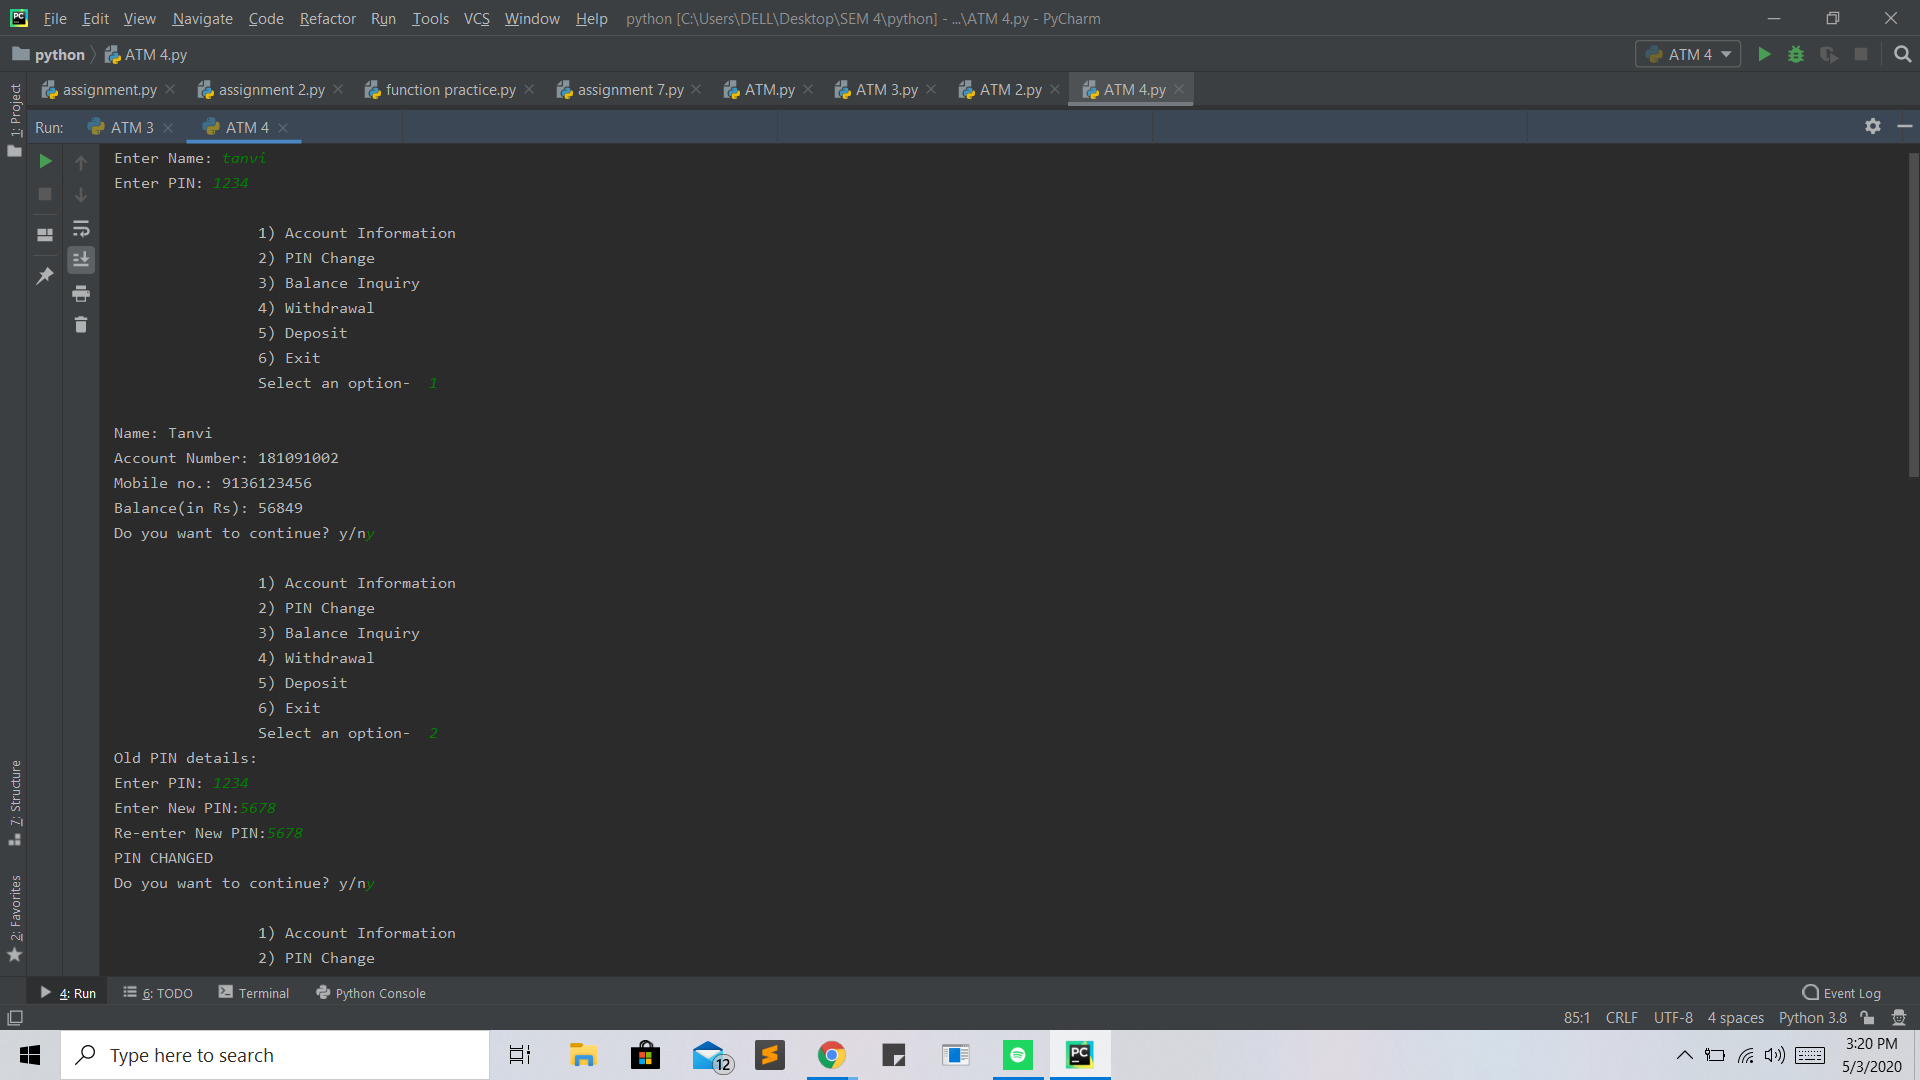 File Edit View Navigate Code Refactor Run Tools VCS Window Help python [C:\Users\DELL\Desktop\SEM 4\python] - ...\ATM 4.py - PyCharm
python ATM 4.py ATM 4
assignment.py assignment 2.py function practice.py assignment 7.py ATM.py ATM 3.py ATM 2.py ATM 4.py
Run: ATM 3 ATM 4
1: Project
7: Structure
2: Favorites
Enter Name: tanvi
Enter PIN: 1234
1) Account Information
2) PIN Change
3) Balance Inquiry
4) Withdrawal
5) Deposit
6) Exit
Select an option- 1
Name: Tanvi
Account Number: 181091002
Mobile no.: 9136123456
Balance(in Rs): 56849
Do you want to continue? y/ny
1) Account Information
2) PIN Change
3) Balance Inquiry
4) Withdrawal
5) Deposit
6) Exit
Select an option- 2
Old PIN details:
Enter PIN: 1234
Enter New PIN:5678
Re-enter New PIN:5678
PIN CHANGED
Do you want to continue? y/ny
1) Account Information
2) PIN Change
4: Run 6: TODO Terminal Python Console Event Log
85:1 CRLF UTF-8 4 spaces Python 3.8
Type here to search 12 PC 3:20 PM
5/3/2020